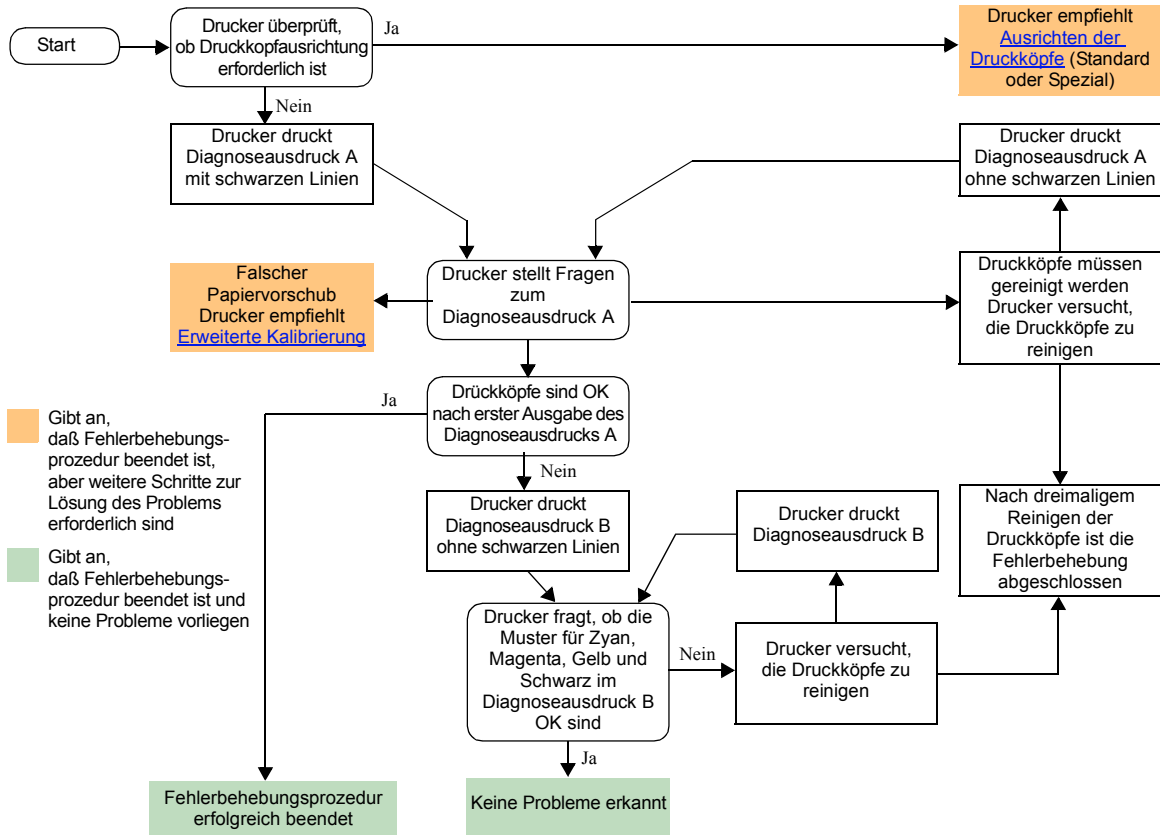 Start
Drucker überprüft,
ob Druckkopfausrichtung
erforderlich ist
Ja
Drucker empfiehlt
Ausrichten der
Druckköpfe (Standard
oder Spezial)
Nein
Drucker druckt
Diagnoseausdruck A
mit schwarzen Linien
Drucker druckt
Diagnoseausdruck A
ohne schwarzen Linien
Falscher
Papiervorschub
Drucker empfiehlt
Erweiterte Kalibrierung
Drucker stellt Fragen
zum
Diagnoseausdruck A
Druckköpfe müssen
gereinigt werden
Drucker versucht,
die Druckköpfe zu
reinigen
Ja
Drückköpfe sind OK
nach erster Ausgabe des
Diagnoseausdrucks A
Gibt an,
daß Fehlerbehebungs-
prozedur beendet ist,
aber weitere Schritte zur
Lösung des Problems
erforderlich sind
Nein
Drucker druckt
Diagnoseausdruck B
ohne schwarzen Linien
Drucker druckt
Diagnoseausdruck B
Nach dreimaligem
Reinigen der
Druckköpfe ist die
Fehlerbehebung
abgeschlossen
Gibt an,
daß Fehlerbehebungs-
prozedur beendet ist und
keine Probleme vorliegen
Drucker fragt, ob die
Muster für Zyan,
Magenta, Gelb und
Schwarz im
Diagnoseausdruck B
OK sind
Nein
Drucker versucht,
die Druckköpfe zu
reinigen
Ja
Fehlerbehebungsprozedur
erfolgreich beendet
Keine Probleme erkannt